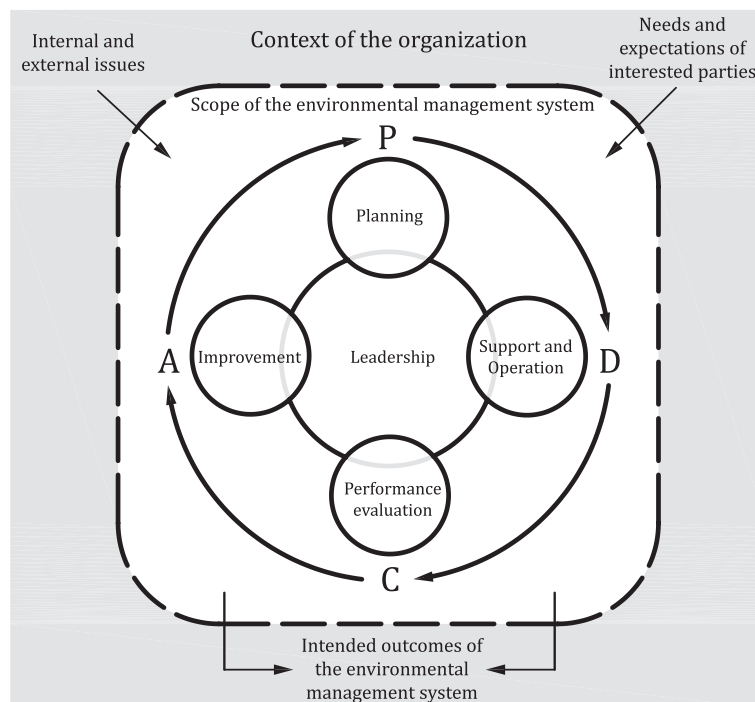 Internal and
external issues
Context of the organization
Needs and
expectations of
interested parties
Scope of the environmental management system
P
Planning
A
Improvement
Leadership
Support and
Operation
D
Performance
evaluation
C
Intended outcomes of
the environmental
management system